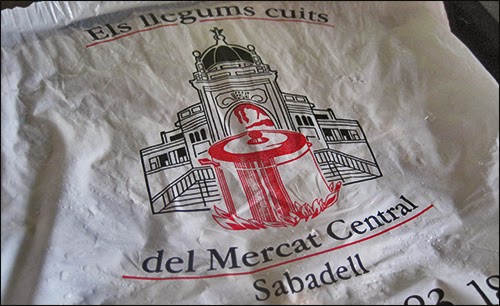 Els llegums cuits
del Mercat Central
Sabadell